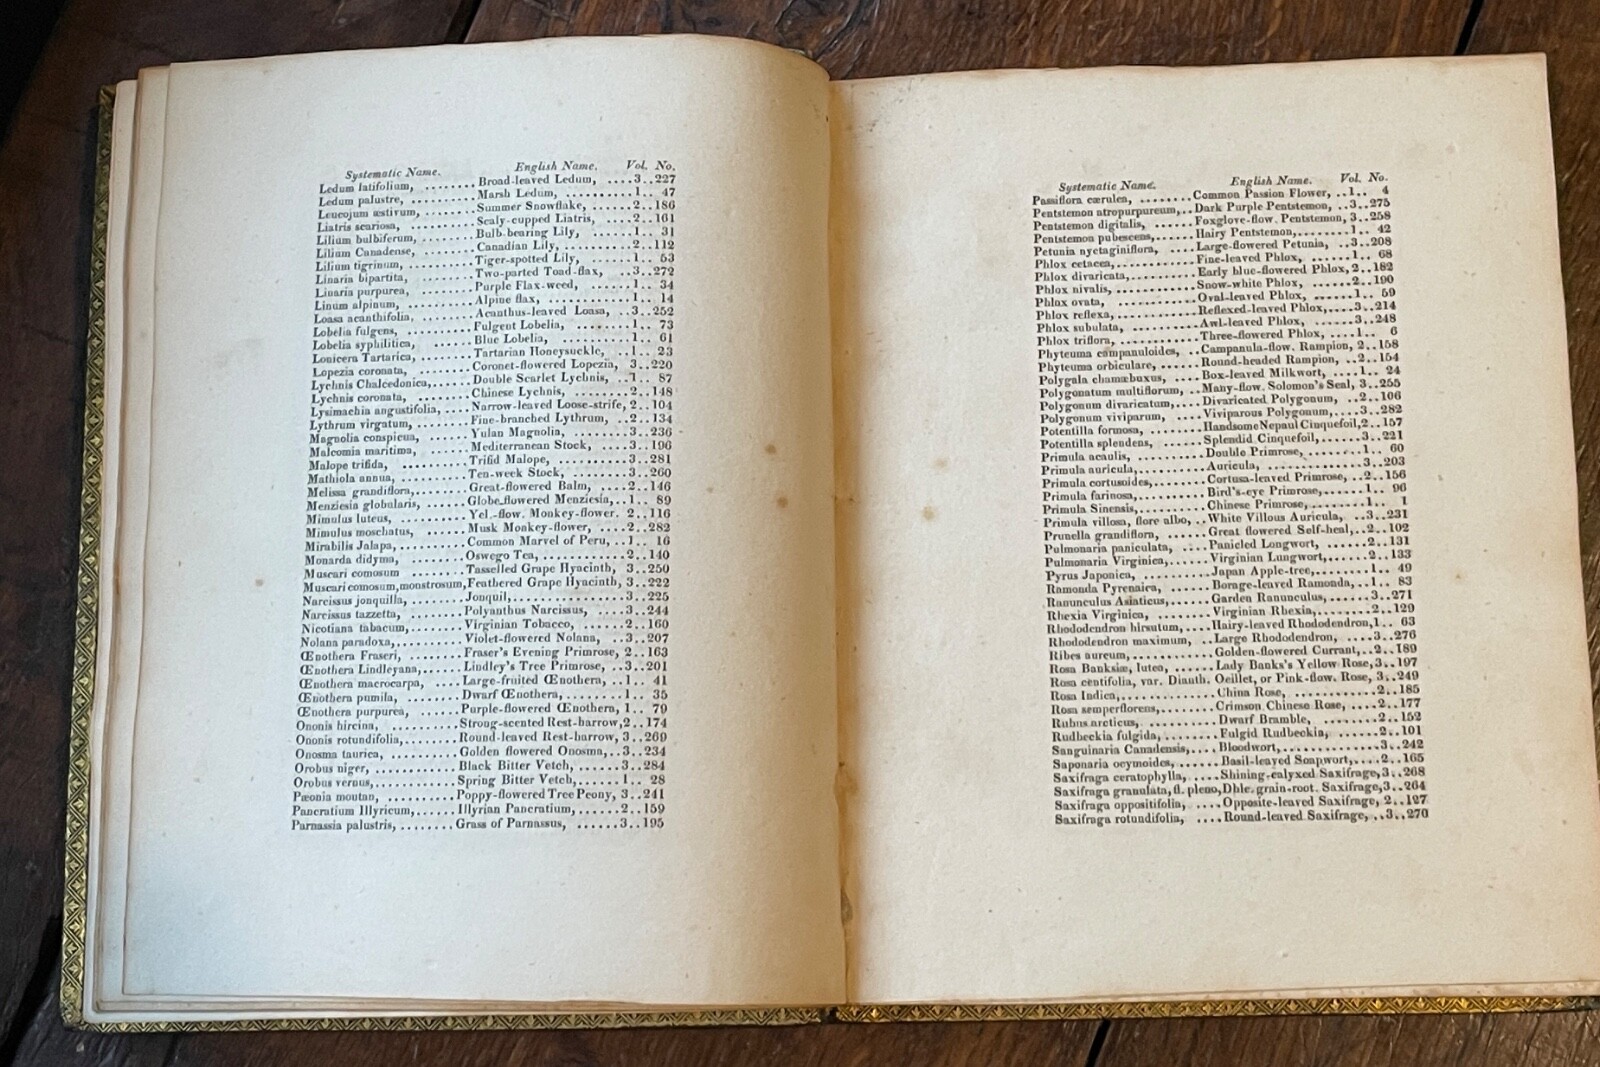 Systematic Name. English Name. Vol. No.
Ledum latifolium, ........ Broad-leaved Ledum, ....3..227
Ledum palustre, .......... Marsh Ledum, ..........1.. 47
Leucojum æstivum, ....... Summer Snowflake, ......2..186
Liatris scariosa, .......... Scaly-cupped Liatris, ....2..161
Lilium bulbiferum, ....... Bulb-bearing Lily, ......1.. 31
Lilium Canadense, ........ Canadian Lily, ..........2..112
Lilium tigrinum, .......... Tiger-spotted Lily, ......1.. 53
Linaria bipartita, .......... Two-parted Toad-flax, ..3..272
Linaria purpurea, ......... Purple Flax-weed, ......1.. 34
Linum alpinum, .......... Alpine flax, ............1.. 14
Loasa acanthifolia, ........ Acanthus-leaved Loasa, ..3..252
Lobelia fulgens, .......... Fulgent Lobelia, ........1.. 73
Lobelia syphilitica, ....... Blue Lobelia, ...........1.. 61
Lonicera Tartarica, ........ Tartarian Honeysuckle, ..1.. 23
Lopezia coronata, ......... Coronet-flowered Lopezia, 3..220
Lychnis Chalcedonica, ...... Double Scarlet Lychnis, ..1.. 87
Lychnis coronata, ......... Chinese Lychnis, ........2..148
Lysimachia angustifolia, .... Narrow-leaved Loose-strife, 2..104
Lythrum virgatum, ........ Fine-branched Lythrum, ..2..134
Magnolia conspicua, ...... Yulan Magnolia, ........3..236
Malcomia maritima, ...... Mediterranean Stock, ....3..196
Malope trifida, .......... Trifid Malope, ..........3..281
Mathiola annua, .......... Ten-week Stock, ........3..260
Melissa grandiflora, ........ Great-flowered Balm, ....2..146
Menziesia globularis, ...... Globe-flowered Menziesia, ..1.. 89
Mimulus luteus, .......... Yel.-flow. Monkey-flower. 2..116
Mimulus moschatus, ...... Musk Monkey-flower, ....2..282
Mirabilis Jalapa, .......... Common Marvel of Peru, ..1.. 16
Monarda didyma, ........ Oswego Tea, ............2..140
Muscari comosum ........ Tasselled Grape Hyacinth, 3..250
Muscari comosum, monstrosum, Feathered Grape Hyacinth, 3..222
Narcissus jonquilla, ........ Jonquil, ................3..225
Narcissus tazzetta, ........ Polyanthus Narcissus, ....3..244
Nicotiana tabacum, ........ Virginian Tobacco, ......2..160
Nolana paradoxa, .......... Violet-flowered Nolana, ..3..207
Œnothera Fraseri, ........ Fraser's Evening Primrose, 2..163
Œnothera Lindleyana, ...... Lindley's Tree Primrose, ..3..201
Œnothera macrocarpa, .... Large-fruited Œnothera, ..1.. 41
Œnothera pumila, ........ Dwarf Œnothera, ........1.. 35
Œnothera purpurea, ...... Purple-flowered Œnothera, 1.. 79
Ononis hircina, .......... Strong-scented Rest-barrow, 2..174
Ononis rotundifolia, ........ Round-leaved Rest-barrow, 3..269
Onosma taurica, .......... Golden flowered Onosma, ..3..234
Orobus niger, ............ Black Bitter Vetch, ......3..284
Orobus vernus, ............ Spring Bitter Vetch, ......1.. 28
Pæonia moutan, .......... Poppy-flowered Tree Peony, 3..241
Pancratium Illyricum, ...... Illyrian Pancratium, ......2..159
Parnassia palustris, ........ Grass of Parnassus, ......3..195
Systematic Name. English Name. Vol. No.
Passiflora cærulea, ........ Common Passion Flower, ..1.. 4
Pentstemon atropurpureum, .. Dark Purple Pentstemon, ..3..275
Pentstemon digitalis, ...... Foxglove-flow. Pentstemon, 3..258
Pentstemon pubescens, ...... Hairy Pentstemon, ........1.. 42
Petunia nyctaginiflora, .... Large-flowered Petunia, ..3..208
Phlox cetacea, ............ Fine-leaved Phlox, ......1.. 68
Phlox divaricata, .......... Early blue-flowered Phlox, 2..182
Phlox nivalis, ............ Snow-white Phlox, ......2..190
Phlox ovata, .......... Oval-leaved Phlox, ......1.. 59
Phlox reflexa, ............ Reflexed-leaved Phlox, ....3..214
Phlox subulata, .......... Awl-leaved Phlox, ......3..248
Phlox triflora, ............ Three-flowered Phlox, ....1.. 6
Phyteuma campanuloides, .. Campanula-flow. Rampion, 2..158
Phyteuma orbiculare, ...... Round-headed Rampion, ..2..154
Polygala chamæbuxus, .... Box-leaved Milkwort, ....1.. 24
Polygonatum multiflorum, .. Many-flow. Solomon's Seal, 3..255
Polygonum divaricatum, .... Divaricated Polygonum, ..2..106
Polygonum viviparum, .... Viviparous Polygonum, ....3..282
Potentilla formosa, ........ Handsome Nepaul Cinquefoil, 2..157
Potentilla splendens, ...... Splendid Cinquefoil, ......3..221
Primula acaulis, .......... Double Primrose, ........1.. 60
Primula auricula, .......... Auricula, ..............3..203
Primula cortusoides, ........ Cortusa-leaved Primrose, ..2..156
Primula farinosa, .......... Bird's-eye Primrose, ......1.. 96
Primula Sinensis, .......... Chinese Primrose, ........1.. 1
Primula villosa, flore albo, .. White Villous Auricula, ..3..231
Prunella grandiflora, ...... Great flowered Self-heal, ..2..102
Pulmonaria paniculata, .... Panicled Longwort, ......2..131
Pulmonaria Virginica, ...... Virginian Lungwort, ......2..133
Pyrus Japonica, .......... Japan Apple-tree, ........1.. 49
Ramonda Pyrenaica, ...... Borage-leaved Ramonda, ..1.. 83
Ranunculus Asiaticus, ...... Garden Ranunculus, ......3..271
Rhexia Virginica, ........ Virginian Rhexia, ........2..129
Rhododendron hirsutum, .... Hairy-leaved Rhododendron, 1.. 63
Rhododendron maximum, .. Large Rhododendron, ....3..276
Ribes aureum, ............ Golden-flowered Currant, ..2..189
Rosa Banksiæ, lutea, ...... Lady Banks's Yellow Rose, 3..197
Rosa centifolia, var. Dianth. Oeillet, or Pink-flow. Rose, 3..249
Rosa Indica, .............. China Rose, ............2..185
Rosa semperflorens, ........ Crimson Chinese Rose, ....2..177
Rubus arcticus, .......... Dwarf Bramble, ........2..152
Rudbeckia fulgida, ........ Fulgid Rudbeckia, ......2..101
Sanguinaria Canadensis, .... Bloodwort, ..............3..242
Saponaria ocymoides, ...... Basil-leaved Soapwort, ....2..165
Saxifraga ceratophylla, .... Shining-calyxed Saxifrage, 3..268
Saxifraga granulata, fl. pleno, Dble. grain-root. Saxifrage, 3..264
Saxifraga oppositifolia, .... Opposite-leaved Saxifrage, 2..127
Saxifraga rotundifolia, .... Round-leaved Saxifrage, ..3..270